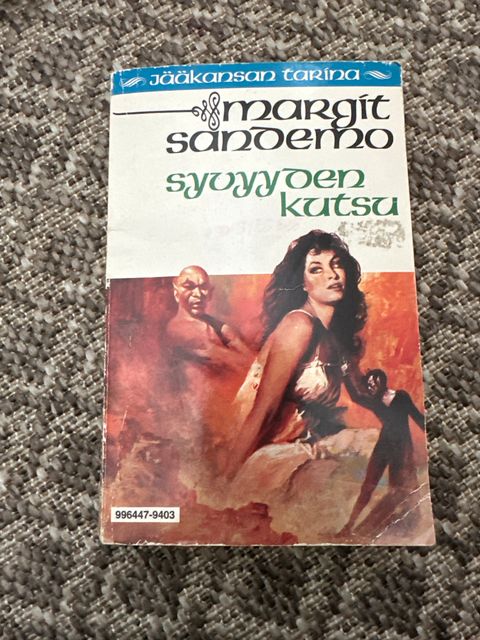 Jääkansan tarina
margit
sandemo
syvyyden
kutsu
996447-9403